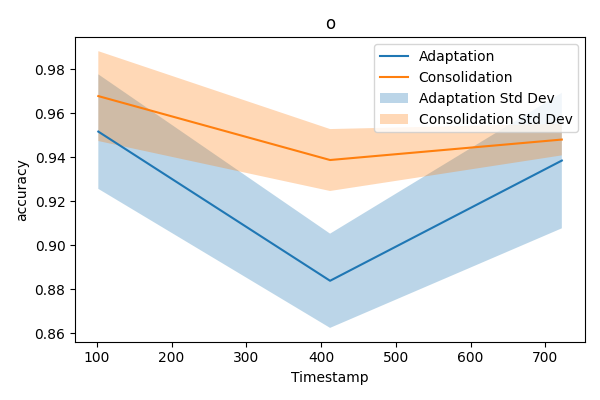 o
Adaptation
Consolidation
Adaptation Std Dev
Consolidation Std Dev
accuracy
0.98
0.96
0.94
0.92
0.90
0.88
0.86
100 200 300 400 500 600 700
Timestamp